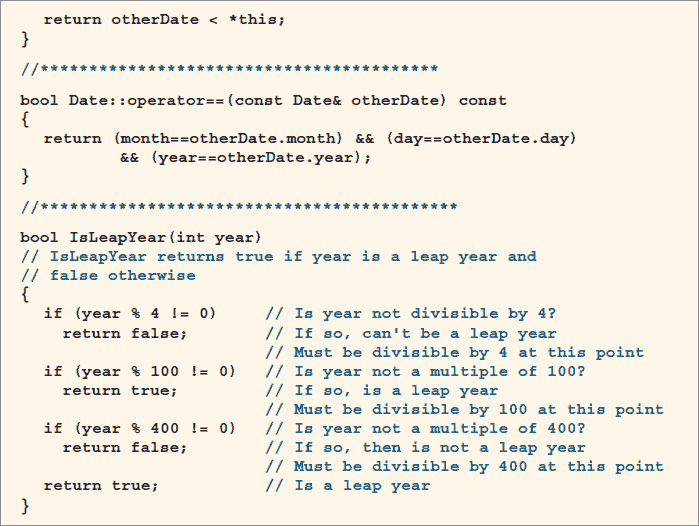 return otherDate < *this;
}
//*****************************************
bool Date::operator==(const Date& otherDate) const
{
return (month==otherDate.month) && (day==otherDate.day)
&& (year==otherDate.year);
}
//*******************************************
bool IsLeapYear(int year)
// IsLeapYear returns true if year is a leap year and
// false otherwise
{
if (year % 4 != 0) // Is year not divisible by 4?
return false; // If so, can't be a leap year
// Must be divisible by 4 at this point
if (year % 100 != 0) // Is year not a multiple of 100?
return true; // If so, is a leap year
// Must be divisible by 100 at this point
if (year % 400 != 0) // Is year not a multiple of 400?
return false; // If so, then is not a leap year
// Must be divisible by 400 at this point
return true; // Is a leap year
}